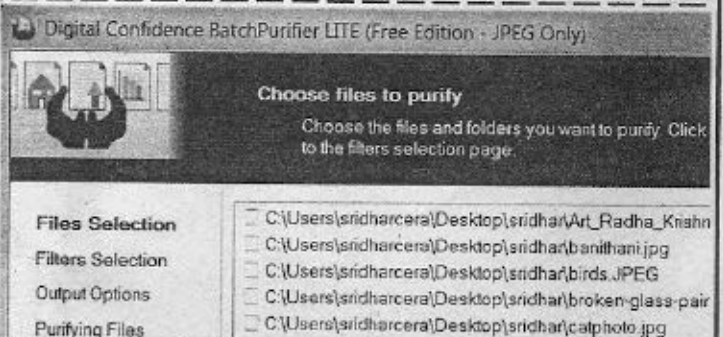 Digital Confidence BatchPurifier LITE (Free Edition - JPEG Only)
Choose files to purify
Choose the files and folders you want to purify. Click
to the filters selection page.
Files Selection
Filters Selection
Output Options
Purifying Files
C:\Users\sridharcera\Desktop\sridhar\Art_Radha_Krishn
C:\Users\sridharcera\Desktop\sridhar\banithani.jpg
C:\Users\sridharcera\Desktop\sridhar\birds.JPEG
C:\Users\sridharcera\Desktop\sridhar\broken-glass-pair
C:\Users\sridharcera\Desktop\sridhar\catphoto.jpg